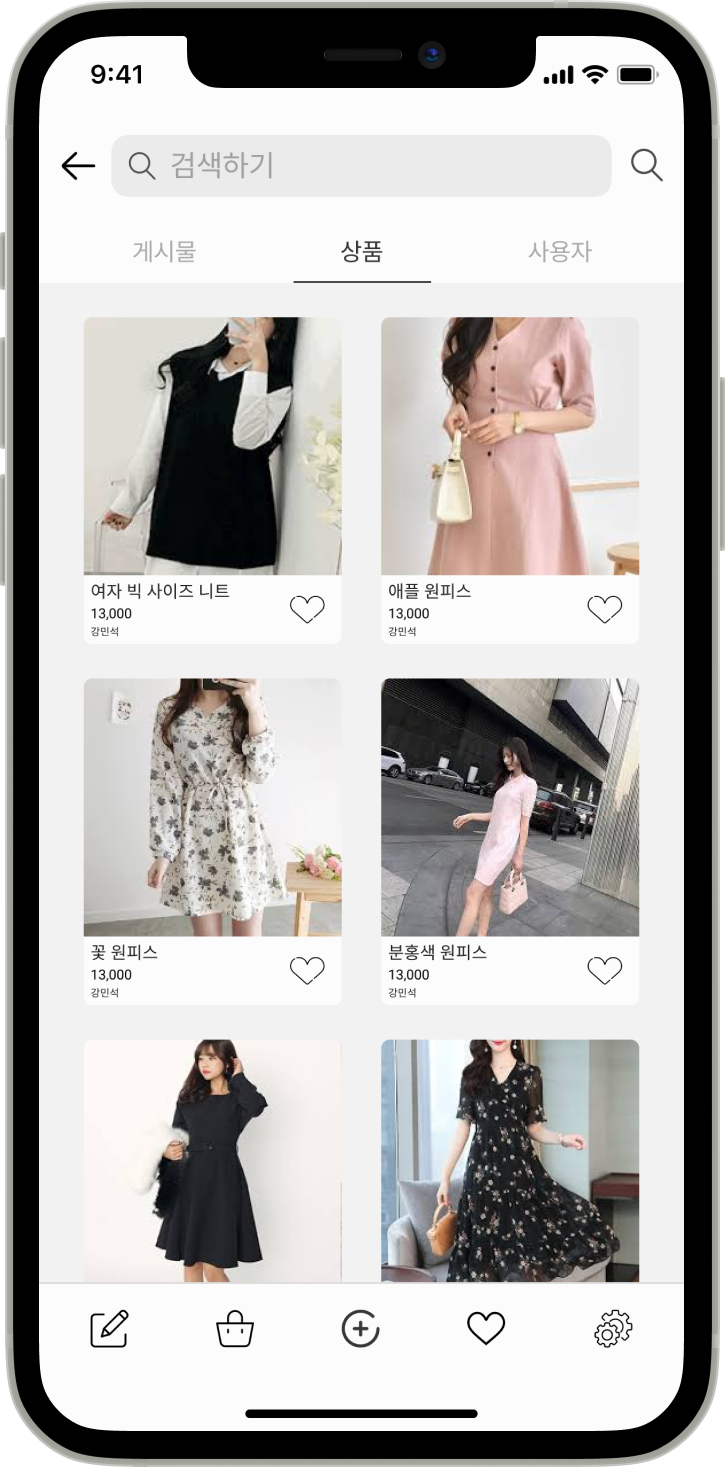 9:41
검색하기
게시물
상품
사용자
여자 빅 사이즈 니트
13,000
강민석
애플 원피스
13,000
강민석
꽃 원피스
13,000
강민석
분홍색 원피스
13,000
강민석